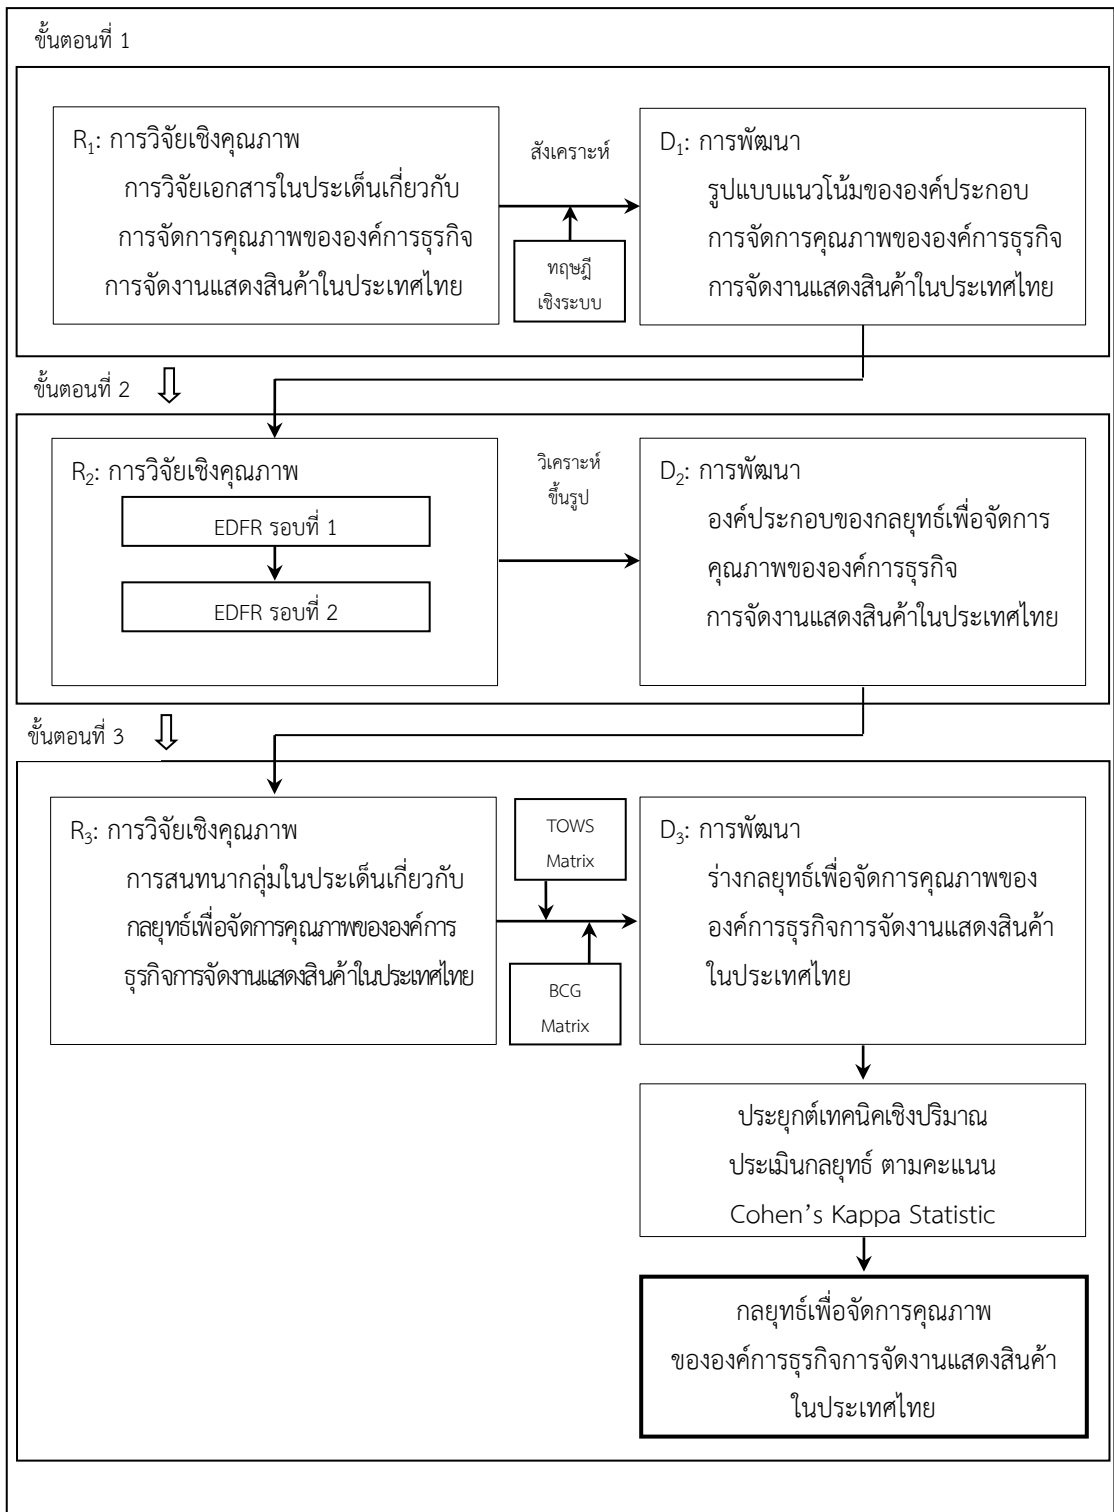 ขั้นตอนที่ 1
R₁: การวิจัยเชิงคุณภาพ
การวิจัยเอกสารในประเด็นเกี่ยวกับ
การจัดการคุณภาพขององค์การธุรกิจ
การจัดงานแสดงสินค้าในประเทศไทย
สังเคราะห์
ทฤษฎี
เชิงระบบ
D₁: การพัฒนา
รูปแบบแนวโน้มขององค์ประกอบ
การจัดการคุณภาพขององค์การธุรกิจ
การจัดงานแสดงสินค้าในประเทศไทย
ขั้นตอนที่ 2
R₂: การวิจัยเชิงคุณภาพ
EDFR รอบที่ 1
EDFR รอบที่ 2
วิเคราะห์
ขึ้นรูป
D₂: การพัฒนา
องค์ประกอบของกลยุทธ์เพื่อจัดการ
คุณภาพขององค์การธุรกิจ
การจัดงานแสดงสินค้าในประเทศไทย
ขั้นตอนที่ 3
R₃: การวิจัยเชิงคุณภาพ
การสนทนากลุ่มในประเด็นเกี่ยวกับ
กลยุทธ์เพื่อจัดการคุณภาพขององค์การ
ธุรกิจการจัดงานแสดงสินค้าในประเทศไทย
TOWS
Matrix
BCG
Matrix
D₃: การพัฒนา
ร่างกลยุทธ์เพื่อจัดการคุณภาพของ
องค์การธุรกิจการจัดงานแสดงสินค้า
ในประเทศไทย
ประยุกต์เทคนิคเชิงปริมาณ
ประเมินกลยุทธ์ ตามคะแนน
Cohen's Kappa Statistic
กลยุทธ์เพื่อจัดการคุณภาพ
ขององค์การธุรกิจการจัดงานแสดงสินค้า
ในประเทศไทย